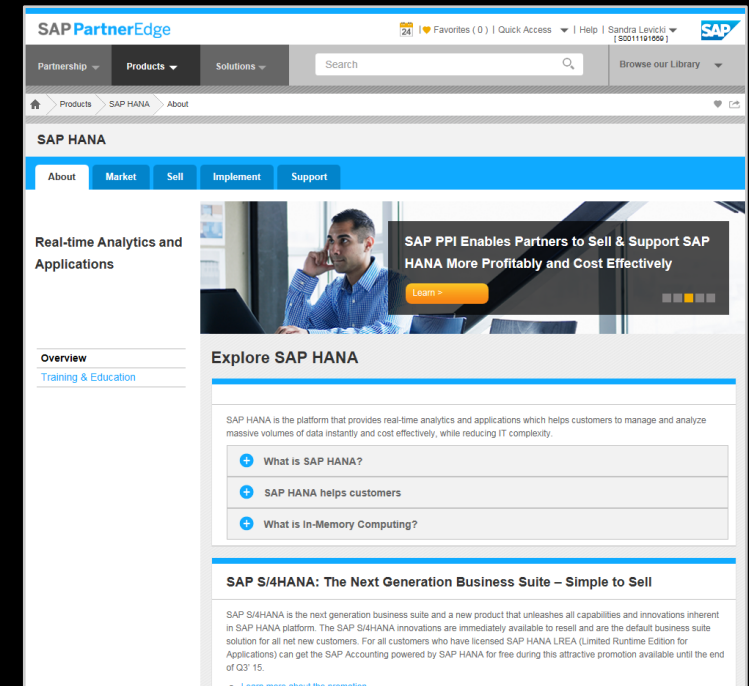 SAP PartnerEdge
24 | Favorites ( 0 ) | Quick Access | Help | Sandra Levicki
[ S0011191669 ]
SAP
Partnership
Products
Solutions
Search
Browse our Library
Products
SAP HANA
About
SAP HANA
About
Market
Sell
Implement
Support
Real-time Analytics and
Applications
SAP PPI Enables Partners to Sell & Support SAP
HANA More Profitably and Cost Effectively
Learn >
Overview
Training & Education
Explore SAP HANA
SAP HANA is the platform that provides real-time analytics and applications which helps customers to manage and analyze
massive volumes of data instantly and cost effectively, while reducing IT complexity.
What is SAP HANA?
SAP HANA helps customers
What is In-Memory Computing?
SAP S/4HANA: The Next Generation Business Suite – Simple to Sell
SAP S/4HANA is the next generation business suite and a new product that unleashes all capabilities and innovations inherent
in SAP HANA platform. The SAP S/4HANA innovations are immediately available to resell and are the default business suite
solution for all net new customers. For all customers who have licensed SAP HANA LREA (Limited Runtime Edition for
Applications) can get the SAP Accounting powered by SAP HANA for free during this attractive promotion available until the end
of Q3' 15.
Learn more about the promotion